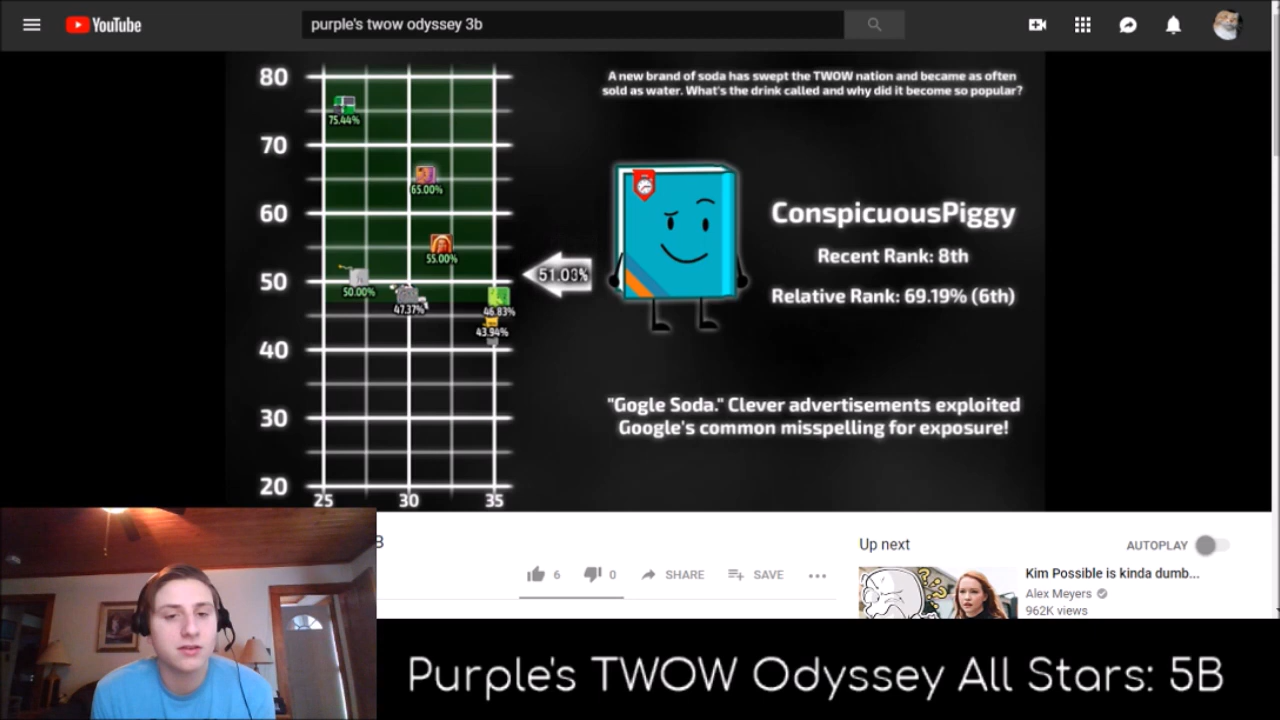 YouTube
purple's twow odyssey 3b
80
70
60
50
40
30
20
25
30
35
75.44%
65.00%
55.00%
50.00%
47.37%
46.83%
43.94%
A new brand of soda has swept the TWOW nation and became as often
sold as water. What's the drink called and why did it become so popular?
51.03%
ConspicuousPiggy
Recent Rank: 8th
Relative Rank: 69.19% (6th)
"Gogle Soda." Clever advertisements exploited
Google's common misspelling for exposure!
B
6
0
SHARE
SAVE
Up next
AUTOPLAY
Kim Possible is kinda dumb...
Alex Meyers
962K views
Purple's TWOW Odyssey All Stars: 5B